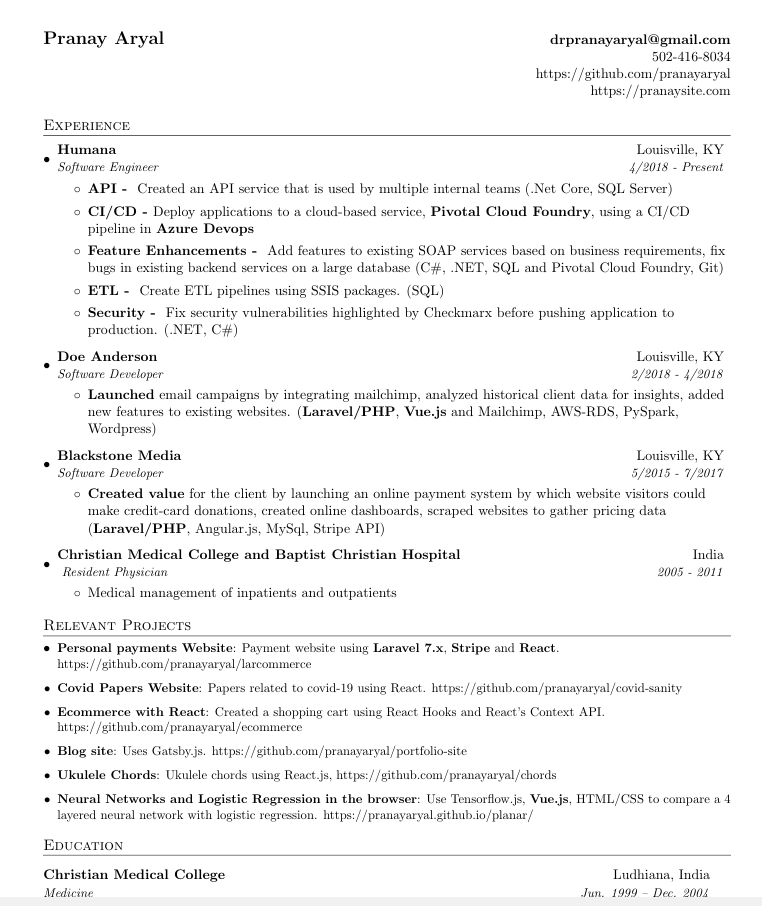 Pranay Aryal
drpranayaryal@gmail.com
502-416-8034
https://github.com/pranayaryal
https://pranaysite.com
Experience
• Humana Louisville, KY
Software Engineer 4/2018 - Present
◦ API - Created an API service that is used by multiple internal teams (.Net Core, SQL Server)
◦ CI/CD - Deploy applications to a cloud-based service, Pivotal Cloud Foundry, using a CI/CD
pipeline in Azure Devops
◦ Feature Enhancements - Add features to existing SOAP services based on business requirements, fix
bugs in existing backend services on a large database (C#, .NET, SQL and Pivotal Cloud Foundry, Git)
◦ ETL - Create ETL pipelines using SSIS packages. (SQL)
◦ Security - Fix security vulnerabilities highlighted by Checkmarx before pushing application to
production. (.NET, C#)
• Doe Anderson Louisville, KY
Software Developer 2/2018 - 4/2018
◦ Launched email campaigns by integrating mailchimp, analyzed historical client data for insights, added
new features to existing websites. (Laravel/PHP, Vue.js and Mailchimp, AWS-RDS, PySpark,
Wordpress)
• Blackstone Media Louisville, KY
Software Developer 5/2015 - 7/2017
◦ Created value for the client by launching an online payment system by which website visitors could
make credit-card donations, created online dashboards, scraped websites to gather pricing data
(Laravel/PHP, Angular.js, MySql, Stripe API)
• Christian Medical College and Baptist Christian Hospital India
Resident Physician 2005 - 2011
◦ Medical management of inpatients and outpatients
Relevant Projects
• Personal payments Website: Payment website using Laravel 7.x, Stripe and React.
https://github.com/pranayaryal/larcommerce
• Covid Papers Website: Papers related to covid-19 using React. https://github.com/pranayaryal/covid-sanity
• Ecommerce with React: Created a shopping cart using React Hooks and React's Context API.
https://github.com/pranayaryal/ecommerce
• Blog site: Uses Gatsby.js. https://github.com/pranayaryal/portfolio-site
• Ukulele Chords: Ukulele chords using React.js, https://github.com/pranayaryal/chords
• Neural Networks and Logistic Regression in the browser: Use Tensorflow.js, Vue.js, HTML/CSS to compare a 4
layered neural network with logistic regression. https://pranayaryal.github.io/planar/
Education
Christian Medical College Ludhiana, India
Medicine Jun. 1999 – Dec. 2004